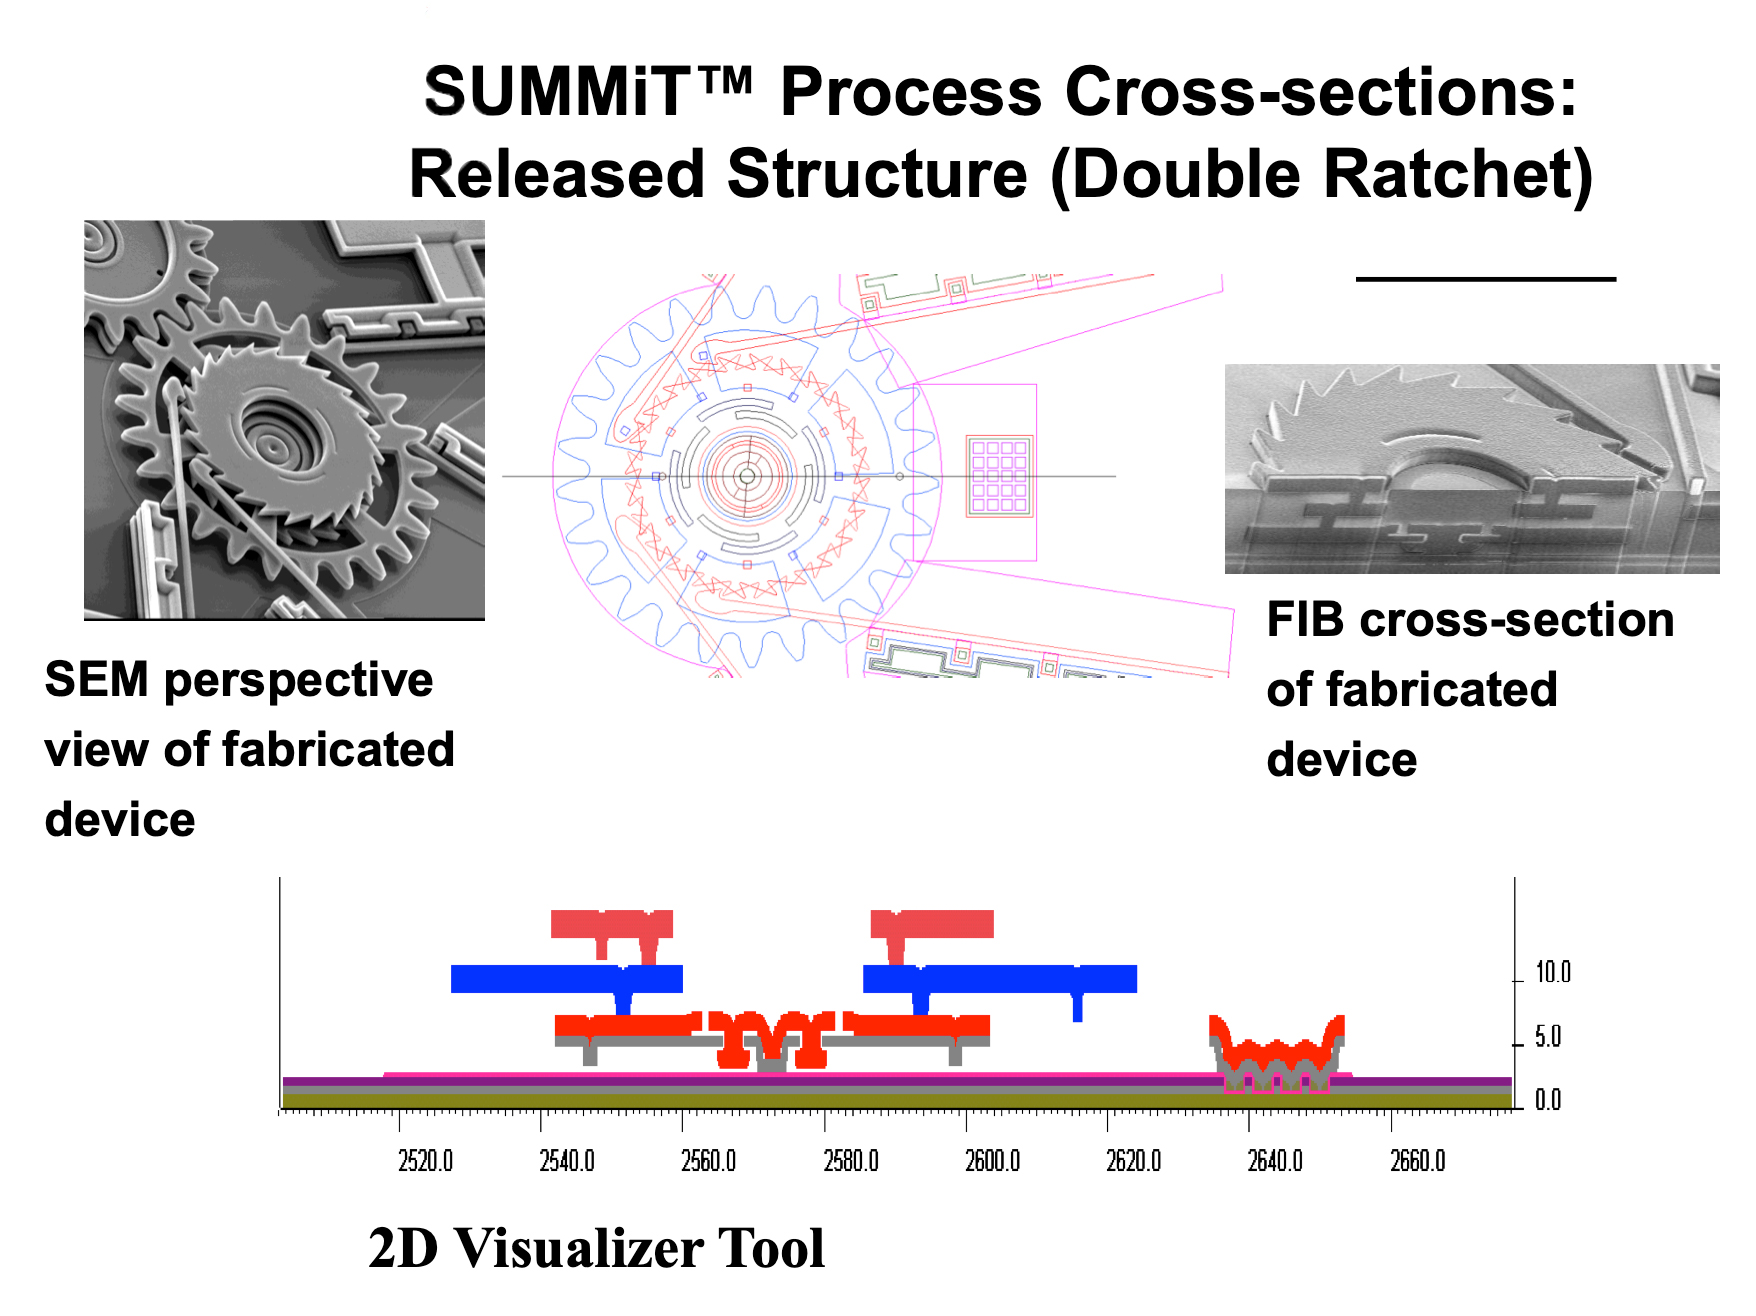 SUMMiT™ Process Cross-sections:
Released Structure (Double Ratchet)
SEM perspective
view of fabricated
device
FIB cross-section
of fabricated
device
10.0
5.0
0.0
2520.0 2540.0 2560.0 2580.0 2600.0 2620.0 2640.0 2660.0
2D Visualizer Tool